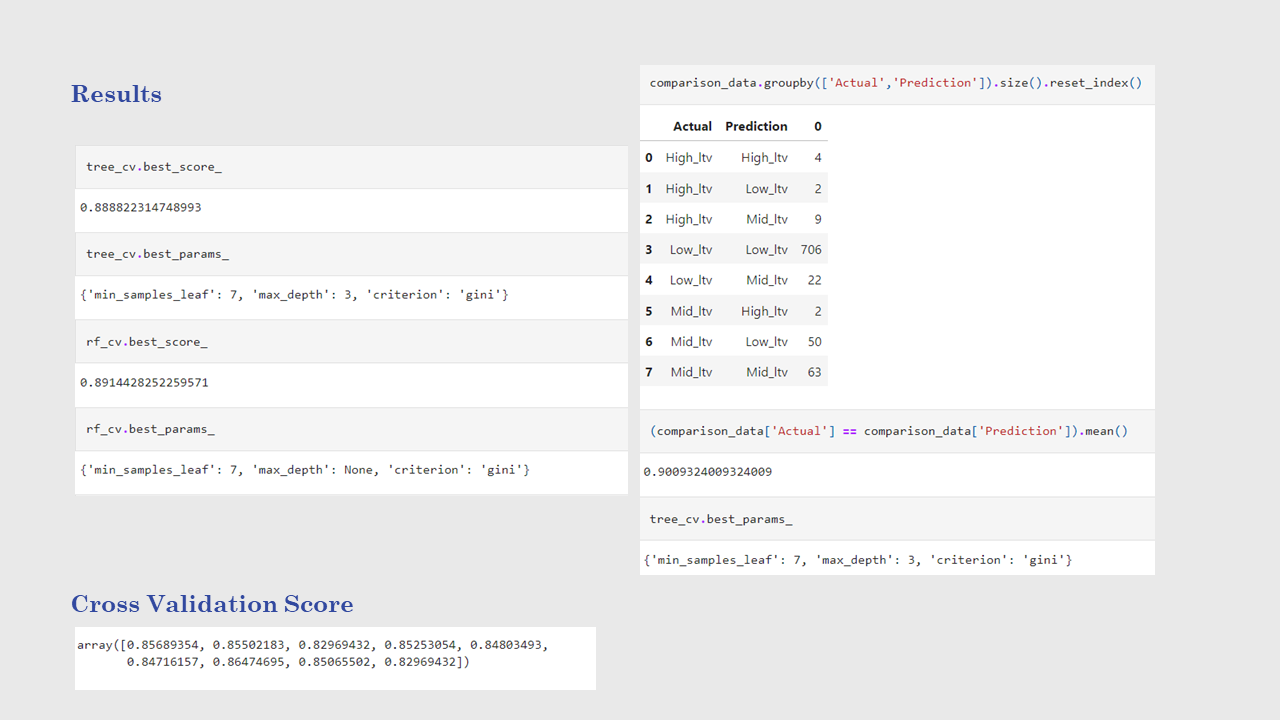 Results
tree_cv.best_score_
0.888822314748993
tree_cv.best_params_
{'min_samples_leaf': 7, 'max_depth': 3, 'criterion': 'gini'}
rf_cv.best_score_
0.8914428252259571
rf_cv.best_params_
{'min_samples_leaf': 7, 'max_depth': None, 'criterion': 'gini'}
comparison_data.groupby(['Actual','Prediction']).size().reset_index()
Actual Prediction 0
0 High_ltv High_ltv 4
1 High_ltv Low_ltv 2
2 High_ltv Mid_ltv 9
3 Low_ltv Low_ltv 706
4 Low_ltv Mid_ltv 22
5 Mid_ltv High_ltv 2
6 Mid_ltv Low_ltv 50
7 Mid_ltv Mid_ltv 63
(comparison_data['Actual'] == comparison_data['Prediction']).mean()
0.9009324009324009
tree_cv.best_params_
{'min_samples_leaf': 7, 'max_depth': 3, 'criterion': 'gini'}
Cross Validation Score
array([0.85689354, 0.85502183, 0.82969432, 0.85253054, 0.84803493,
0.84716157, 0.86474695, 0.85065502, 0.82969432])